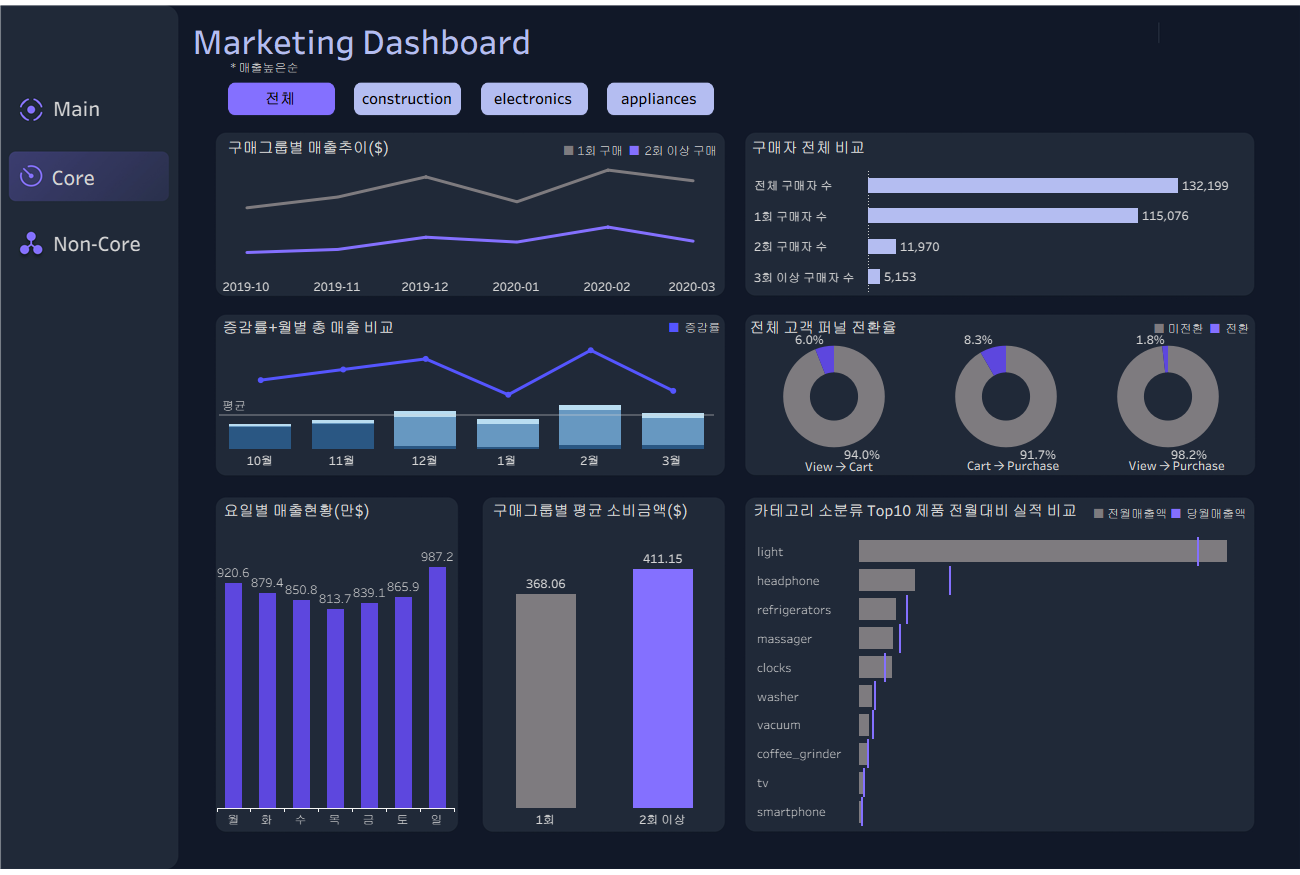 Marketing Dashboard
* 매출높은순
전체 construction electronics appliances
Main
Core
Non-Core
구매그룹별 매출추이($)
1회 구매 2회 이상 구매
2019-10 2019-11 2019-12 2020-01 2020-02 2020-03
구매자 전체 비교
전체 구매자 수 132,199
1회 구매자 수 115,076
2회 구매자 수 11,970
3회 이상 구매자 수 5,153
증감률+월별 총 매출 비교
증감률
평균
10월 11월 12월 1월 2월 3월
전체 고객 퍼널 전환율
미전환 전환
6.0% 8.3% 1.8%
94.0% 91.7% 98.2%
View → Cart Cart → Purchase View → Purchase
요일별 매출현황(만$)
920.6 879.4 850.8 813.7 839.1 865.9 987.2
월 화 수 목 금 토 일
구매그룹별 평균 소비금액($)
368.06 411.15
1회 2회 이상
카테고리 소분류 Top10 제품 전월대비 실적 비교
전월매출액 당월매출액
light
headphone
refrigerators
massager
clocks
washer
vacuum
coffee_grinder
tv
smartphone